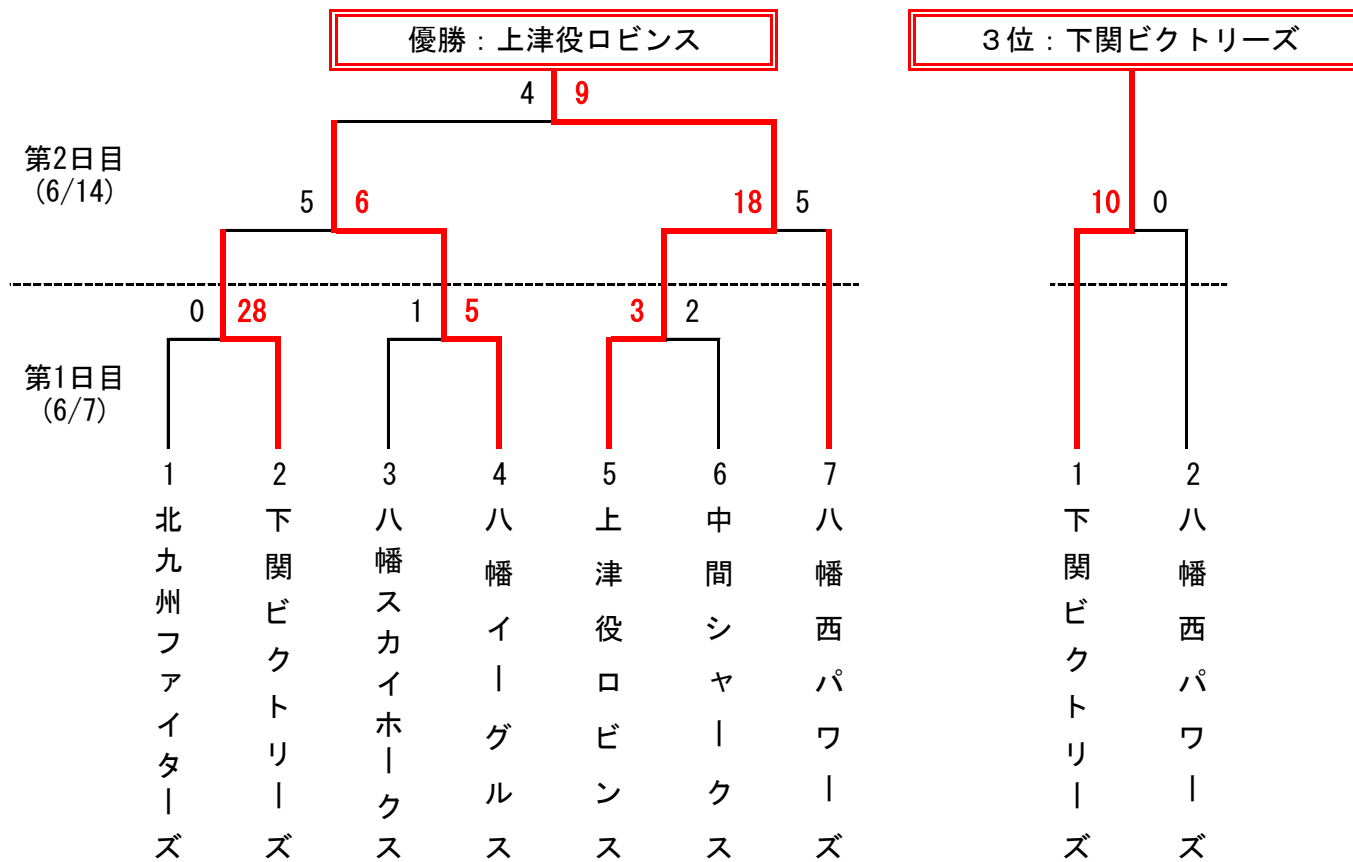 優勝：上津役ロビンス
３位：下関ビクトリーズ
4 9
第2日目
(6/14)
5 6 18 5 10 0
0 28 1 5 3 2
第1日目
(6/7)
1 2 3 4 5 6 7 1 2
北九州ファイターズ
下関ビクトリーズ
八幡スカイホークス
八幡イーグルス
上津役ロビンス
中間シャークス
八幡西パワーズ
下関ビクトリーズ
八幡西パワーズ